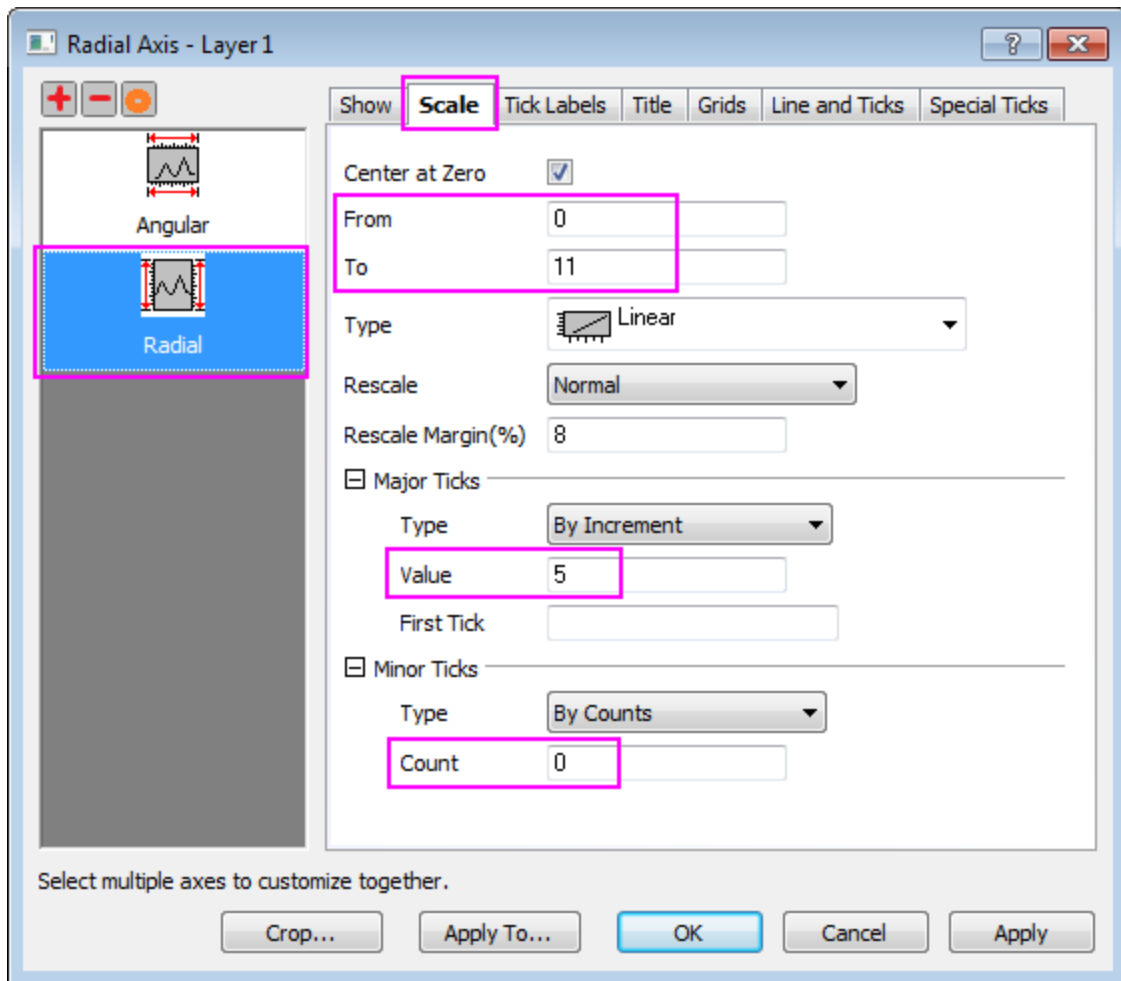 Radial Axis - Layer 1
Show Scale Tick Labels Title Grids Line and Ticks Special Ticks
Angular
Radial
Center at Zero
From 0
To 11
Type Linear
Rescale Normal
Rescale Margin(%) 8
Major Ticks
Type By Increment
Value 5
First Tick
Minor Ticks
Type By Counts
Count 0
Select multiple axes to customize together.
Crop... Apply To... OK Cancel Apply